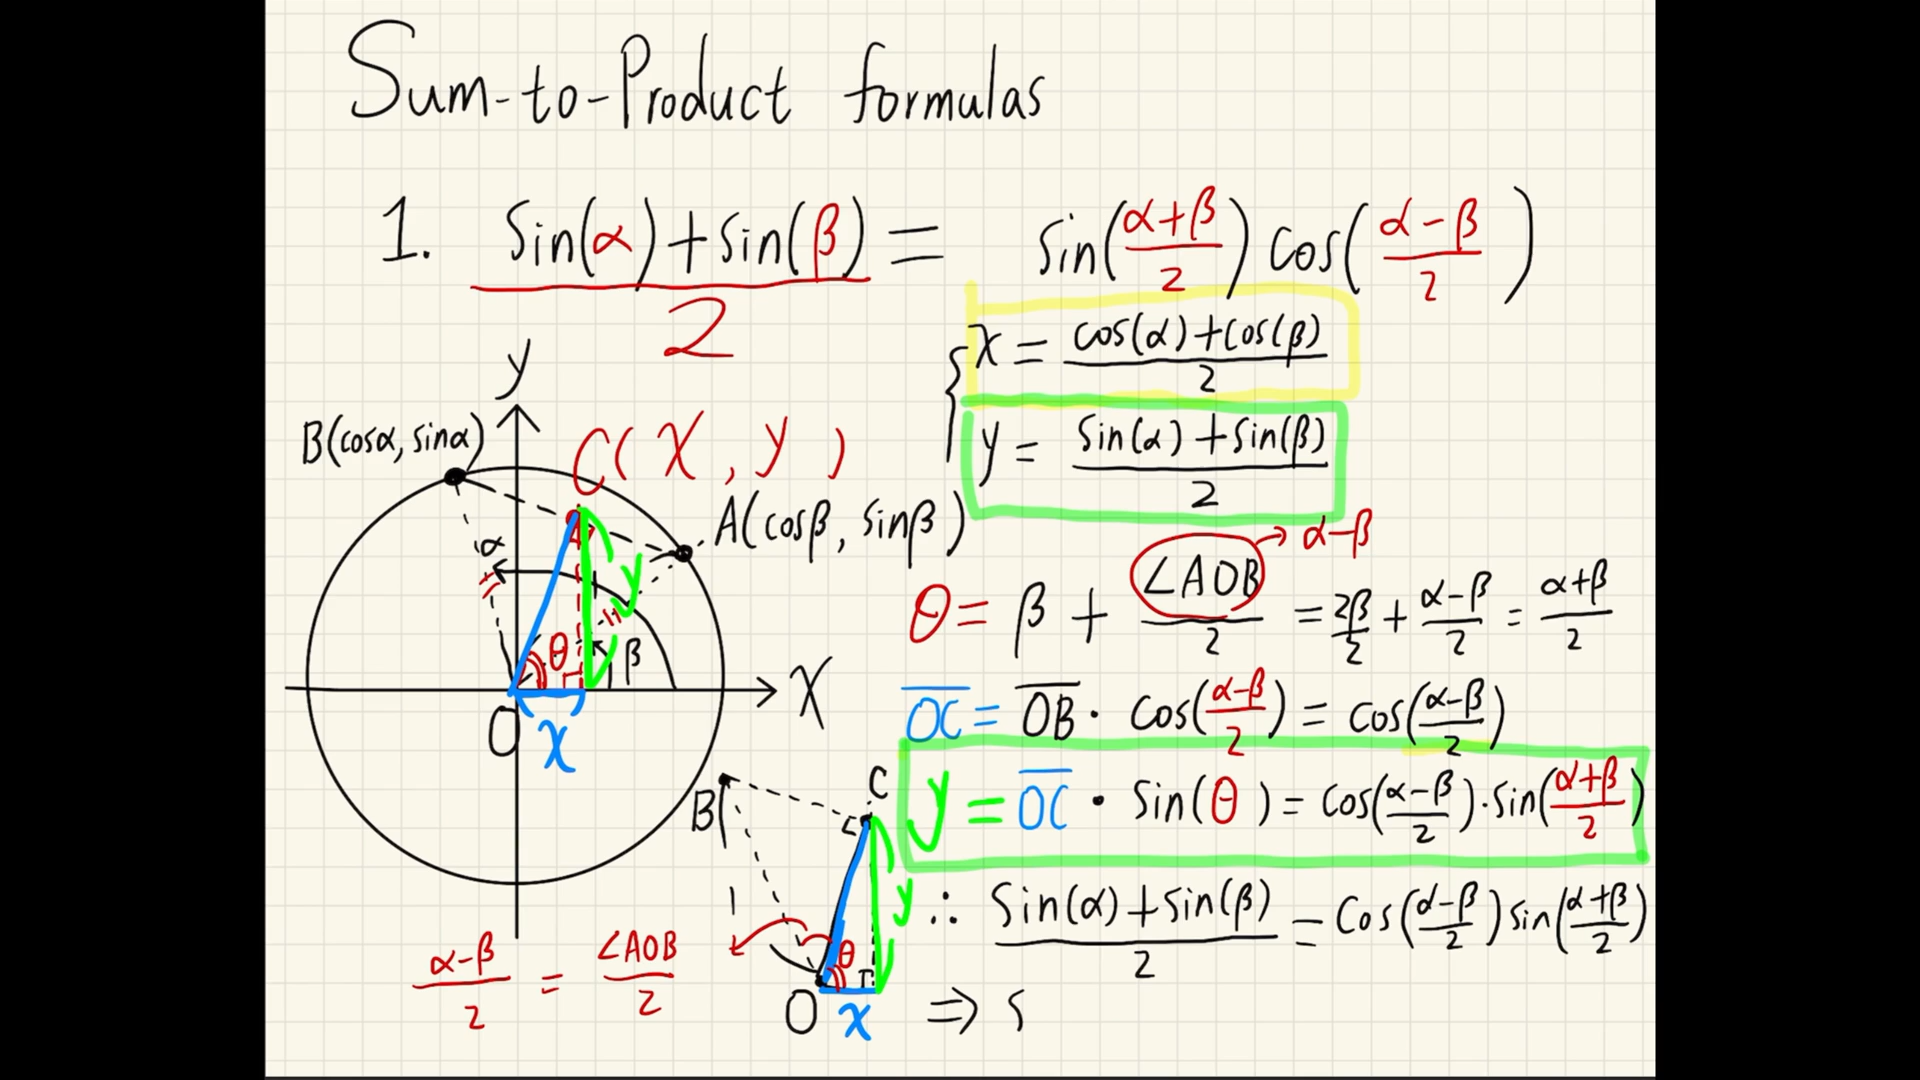 Sum-to-Product formulas
1. Sin(α)+Sin(β)/2 = Sin(α+β/2) cos(α-β/2)
x = cos(α)+cos(β)/2
y = Sin(α)+Sin(β)/2
y
B(cosα, sinα)
C( x , y )
A(cosβ, sinβ)
α
y
θ
β
X
O
x
θ = β + ∠AOB/2 = 2β/2 + α-β/2 = α+β/2
→ α-β
OC = OB · cos(α-β/2) = cos(α-β/2)
y = OC · Sin(θ) = cos(α-β/2)·sin(α+β/2)
B
C
y
θ
O
x
α-β/2 = ∠AOB/2
∴ Sin(α)+Sin(β)/2 = Cos(α-β/2) sin(α+β/2)
⇒ S